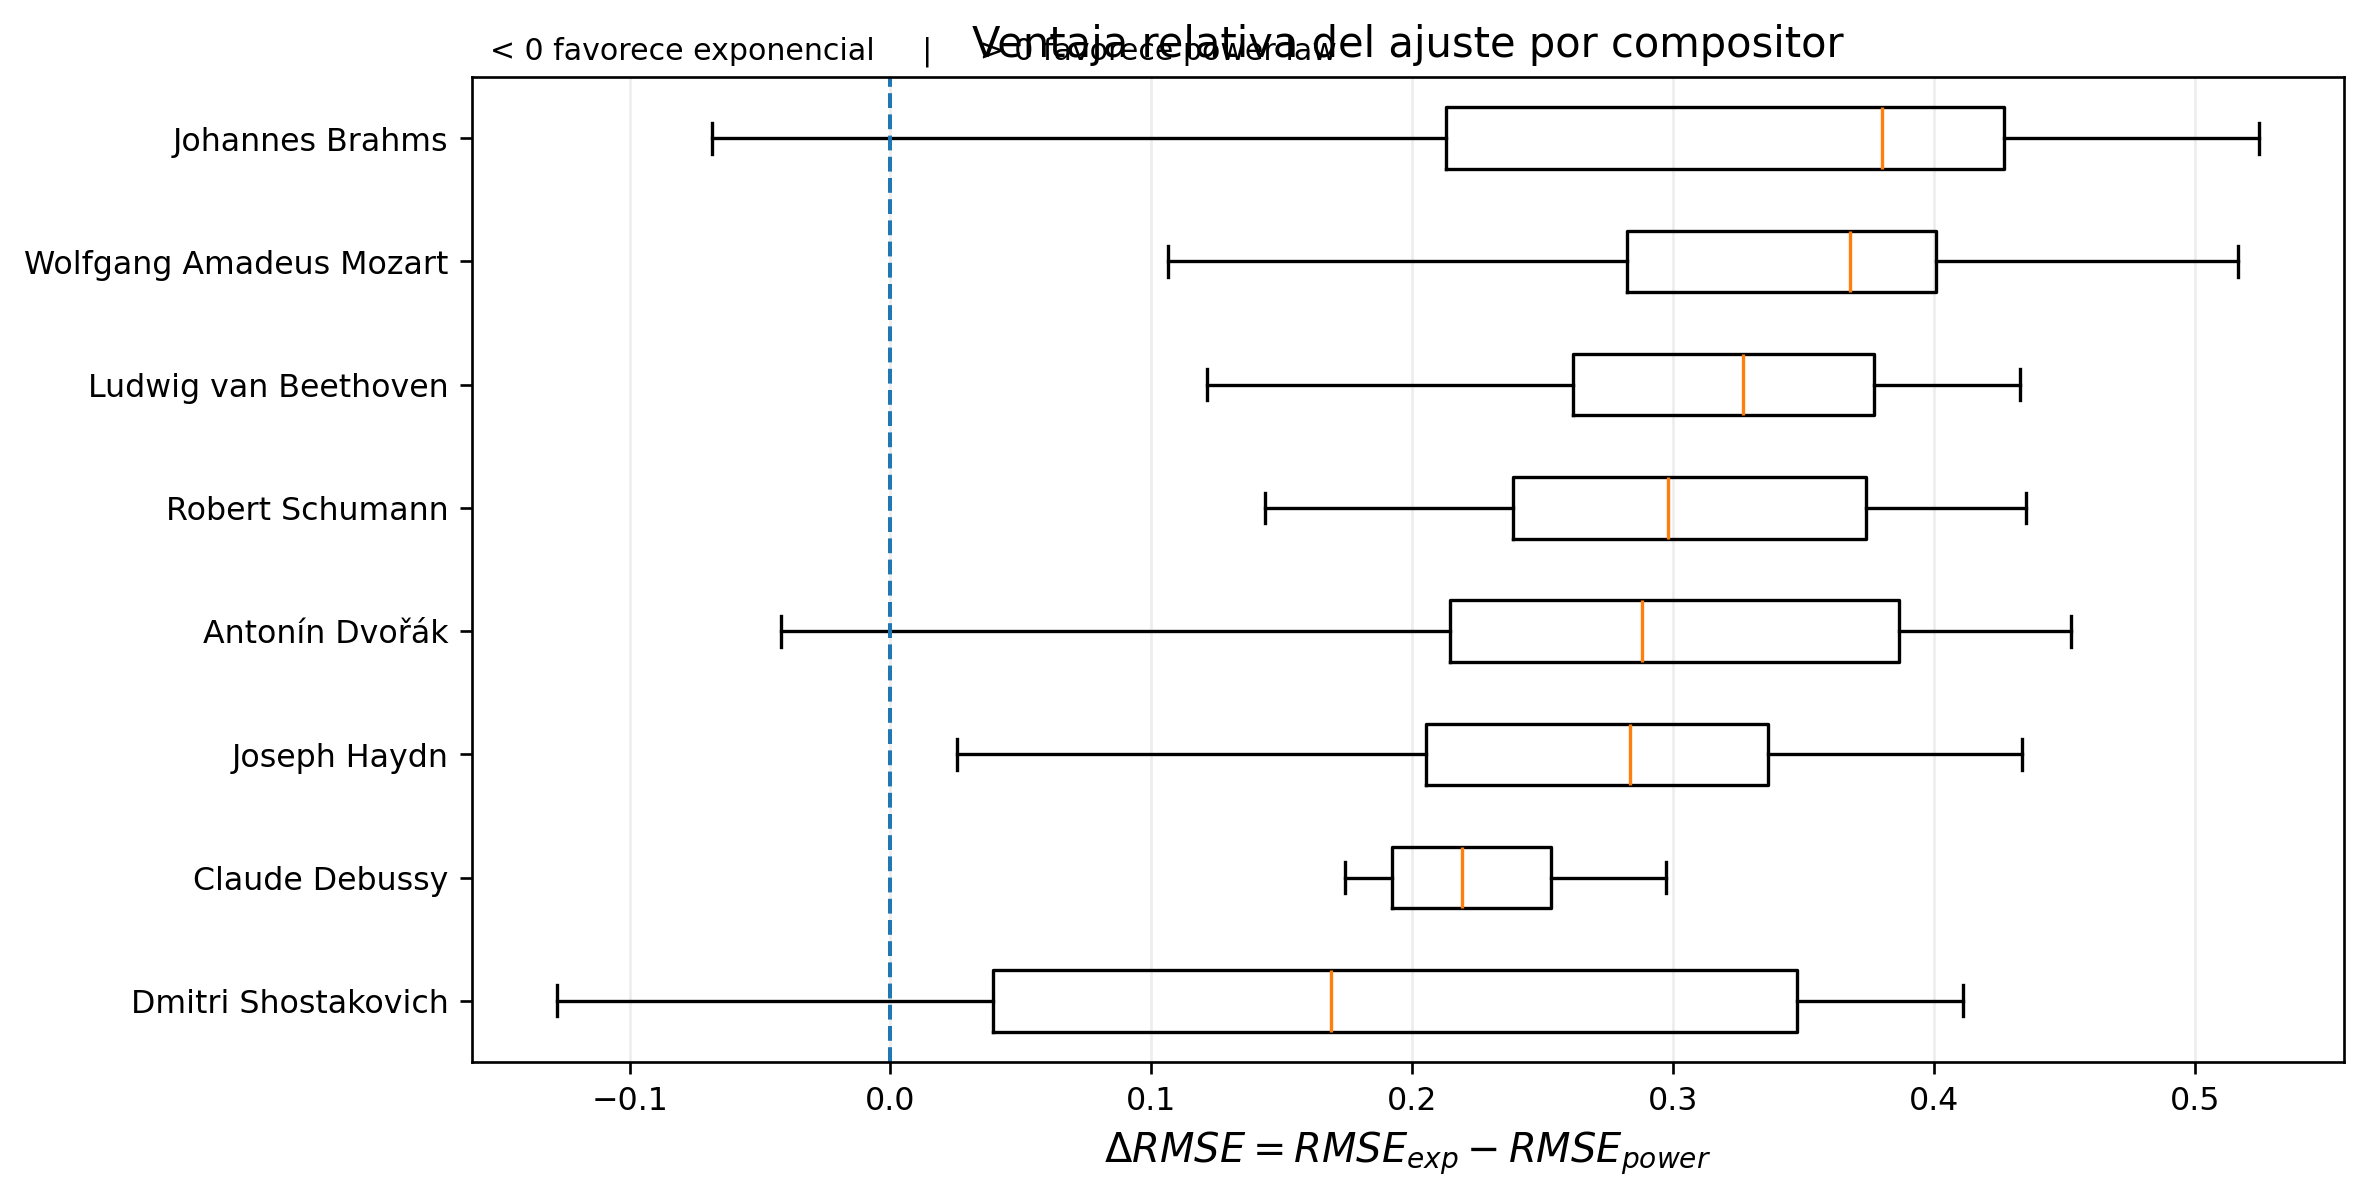 Ventaja relativa del ajuste por compositor
< 0 favorece exponencial | > 0 favorece power law
Johannes Brahms
Wolfgang Amadeus Mozart
Ludwig van Beethoven
Robert Schumann
Antonín Dvořák
Joseph Haydn
Claude Debussy
Dmitri Shostakovich
−0.1 0.0 0.1 0.2 0.3 0.4 0.5
ΔRMSE = RMSE_exp − RMSE_power